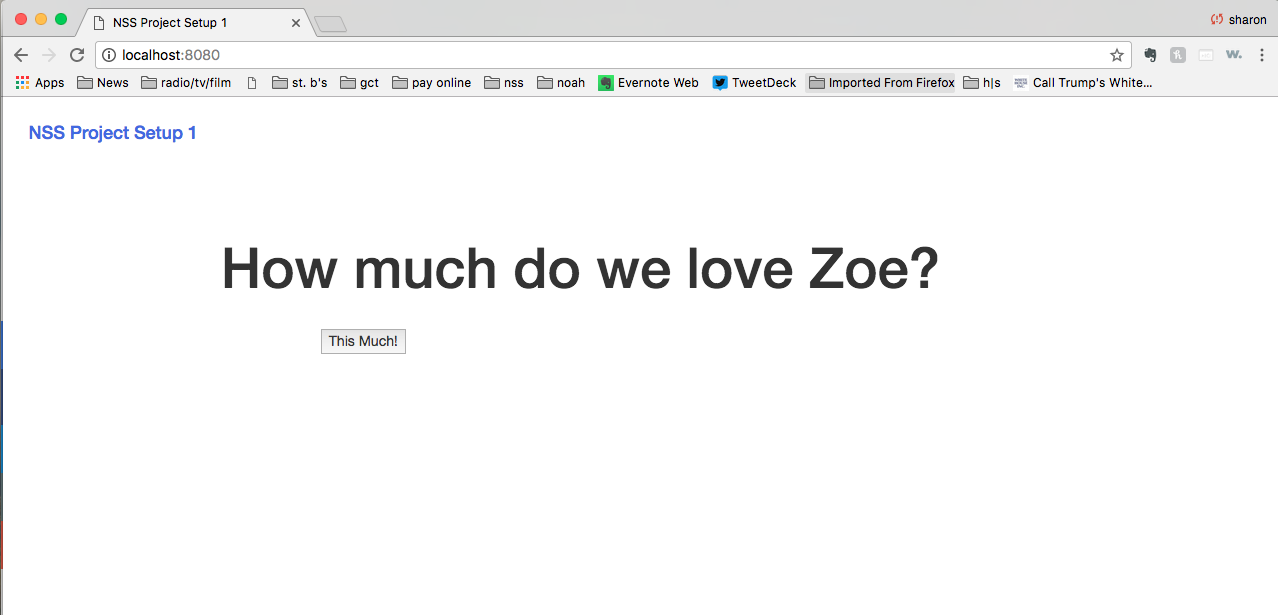 NSS Project Setup 1
sharon
localhost:8080
Apps News radio/tv/film st. b's gct pay online nss noah Evernote Web TweetDeck Imported From Firefox h|s Call Trump's White...
NSS Project Setup 1
How much do we love Zoe?
This Much!